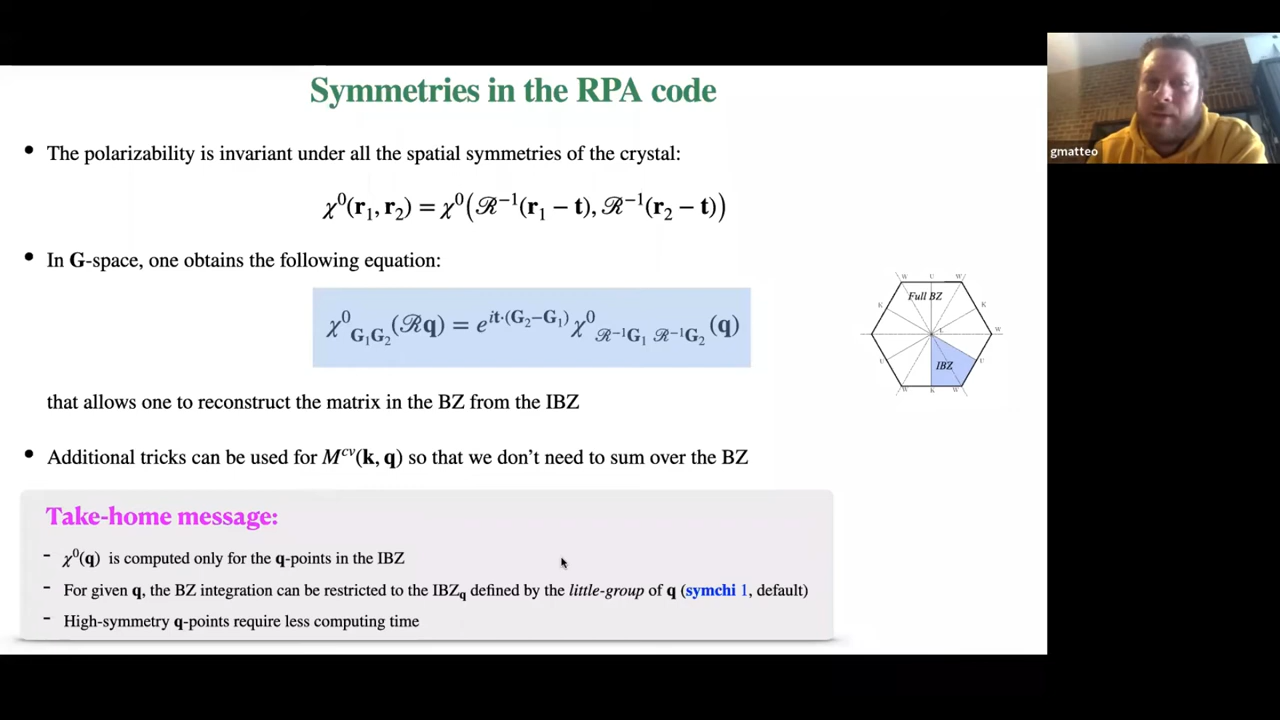 Symmetries in the RPA code
gmatteo
• The polarizability is invariant under all the spatial symmetries of the crystal:
χ⁰(r₁, r₂) = χ⁰(ℛ⁻¹(r₁ − t), ℛ⁻¹(r₂ − t))
• In G-space, one obtains the following equation:
χ⁰_{G₁G₂}(ℛq) = e^{it·(G₂−G₁)} χ⁰_{ℛ⁻¹G₁ ℛ⁻¹G₂}(q)
W U W
Full BZ
K K
L W
U IBZ U
W K W
that allows one to reconstruct the matrix in the BZ from the IBZ
• Additional tricks can be used for M^{cv}(k, q) so that we don’t need to sum over the BZ
Take-home message:
- χ⁰(q) is computed only for the q-points in the IBZ
- For given q, the BZ integration can be restricted to the IBZ_q defined by the little-group of q (symchi 1, default)
- High-symmetry q-points require less computing time